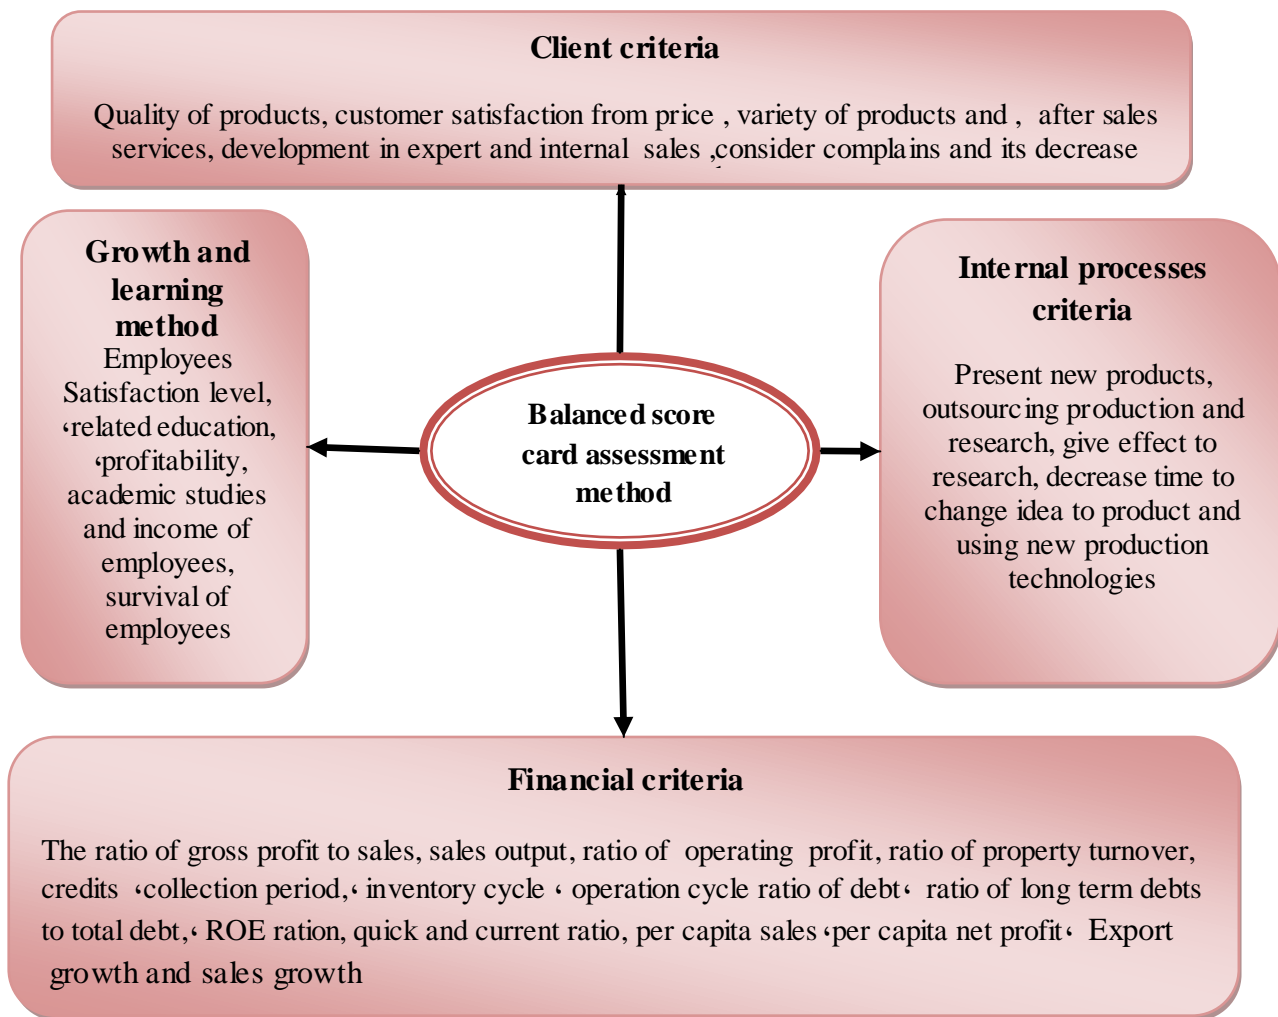 Client criteria
Quality of products, customer satisfaction from price , variety of products and , after sales
services, development in expert and internal sales ,consider complains and its decrease
Growth and
learning
method
Employees
Satisfaction level,
،related education,
،profitability,
academic studies
and income of
employees,
survival of
employees
Balanced score
card assessment
method
Internal processes
criteria
Present new products,
outsourcing production and
research, give effect to
research, decrease time to
change idea to product and
using new production
technologies
Financial criteria
The ratio of gross profit to sales, sales output, ratio of operating profit, ratio of property turnover,
credits ،collection period,، inventory cycle ، operation cycle ratio of debt، ratio of long term debts
to total debt,، ROE ration, quick and current ratio, per capita sales ،per capita net profit، Export
growth and sales growth